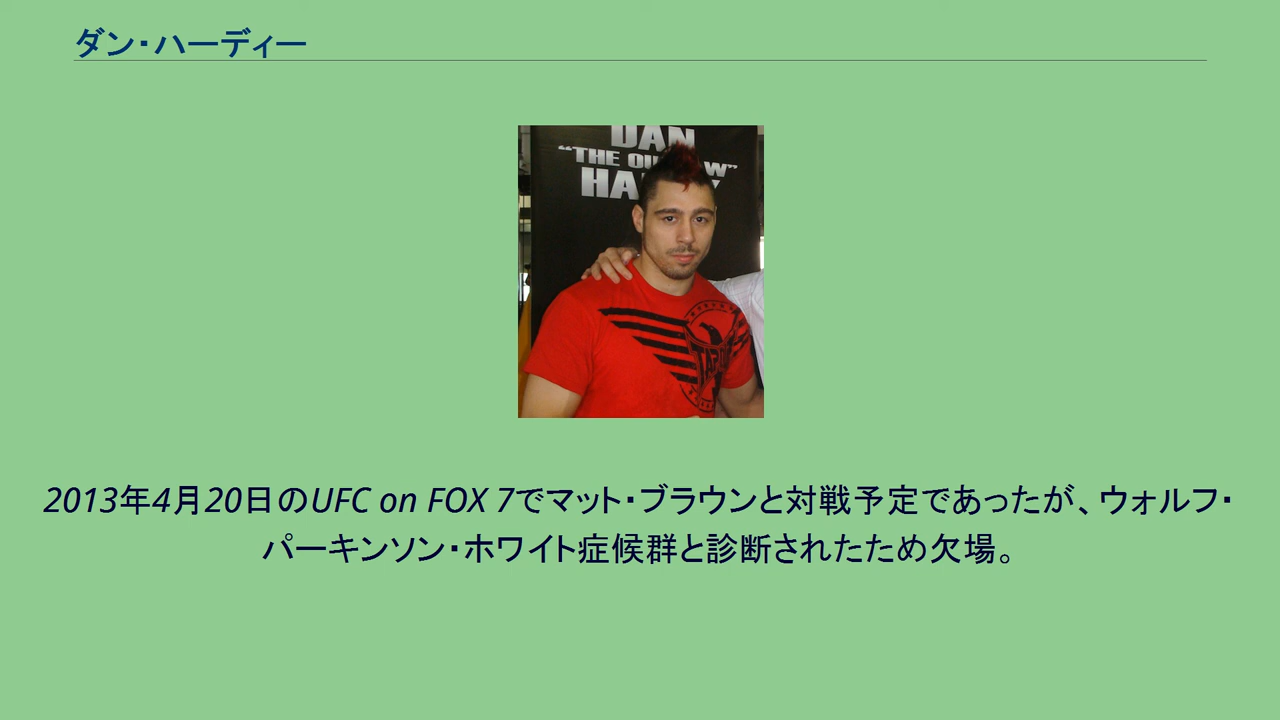 ダン・ハーディー
DAN
"THE OU W"
HA
TAPOU
2013年4月20日のUFC on FOX 7でマット・ブラウンと対戦予定であったが、ウォルフ・
パーキンソン・ホワイト症候群と診断されたため欠場。